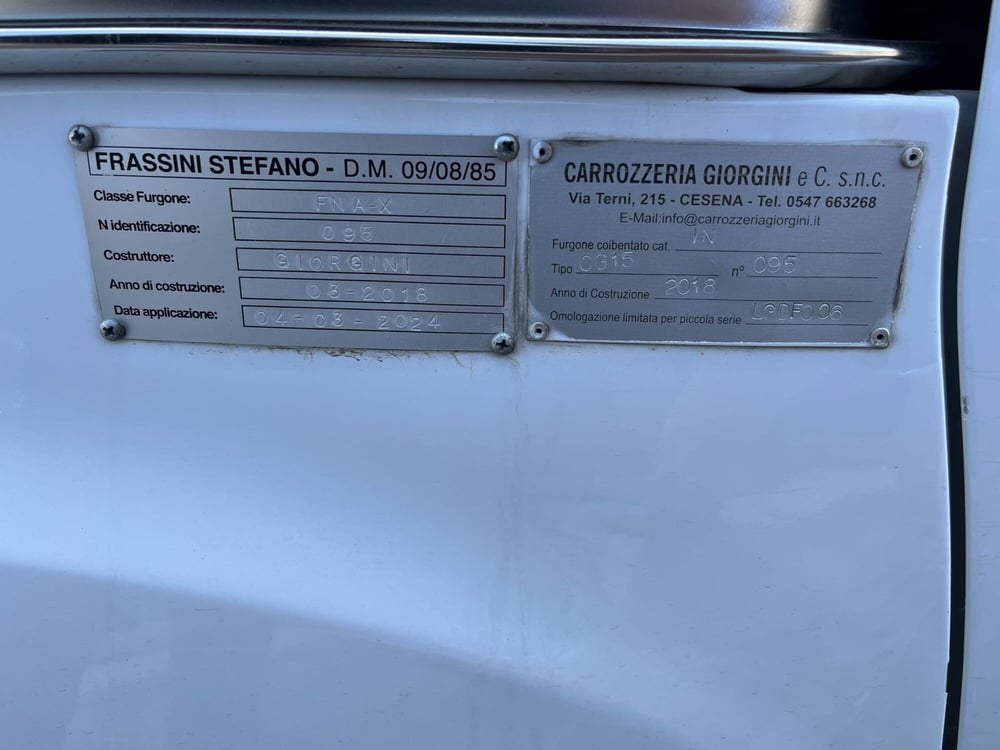 FRASSINI STEFANO - D.M. 09/08/85
Classe Furgone: FNA-X
N identificazione: 095
Costruttore: GIORGINI
Anno di costruzione: 03-2018
Data applicazione: 04-03-2024
CARROZZERIA GIORGINI e C. s.n.c.
Via Terni, 215 - CESENA - Tel. 0547 663268
E-Mail:info@carrozzeriagiorgini.it
Furgone coibentato cat. IN
Tipo CG15 n° 095
Anno di Costruzione 2018
Omologazione limitata per piccola serie